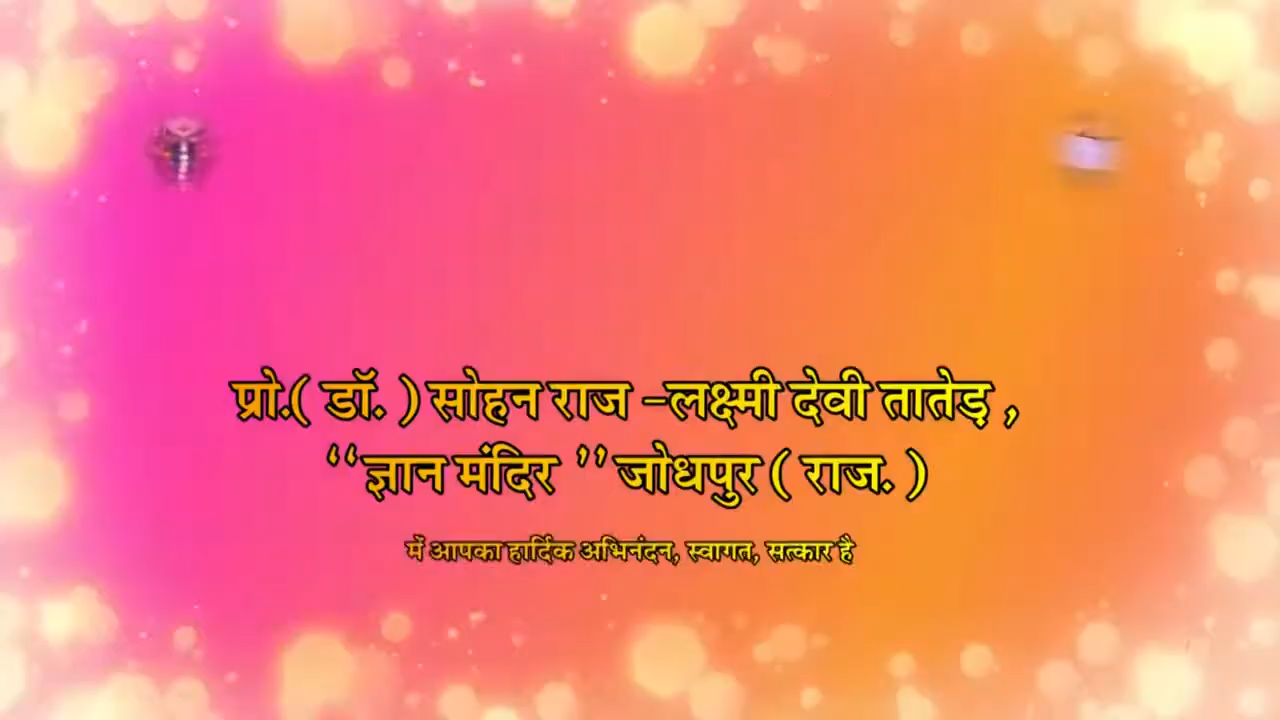 प्रो.( डॉ. ) सोहन राज –लक्ष्मी देवी तातेड़ ,
‘‘ज्ञान मंदिर ’’ जोधपुर ( राज. )
में आपका हार्दिक अभिनंदन, स्वागत, सत्कार है